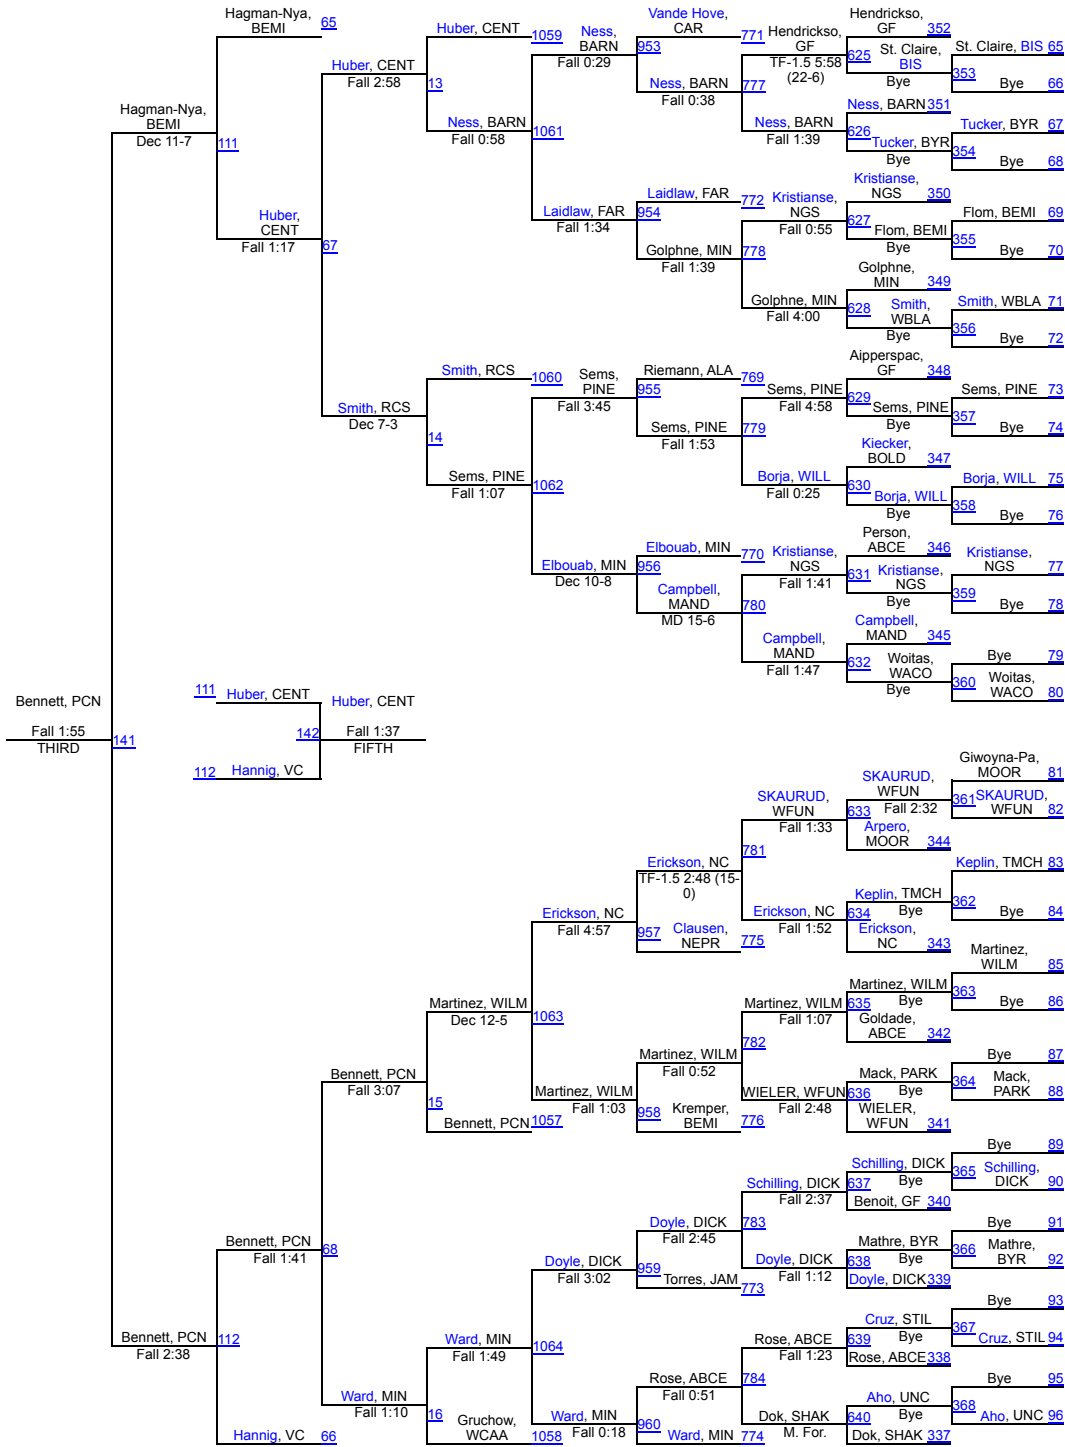 Hagman-Nya,
BEMI
65
Huber, CENT
1059
Ness,
BARN
Fall 0:29
Vande Hove,
CAR
771
953
Hendrickso,
GF
TF-1.5 5:58
(22-6)
Hendrickso,
GF
352
625
St. Claire,
BIS
Bye
St. Claire, BIS 65
353
Bye 66
Huber, CENT
Fall 2:58
13
Ness, BARN
Fall 0:38
777
Hagman-Nya,
BEMI
Dec 11-7
111
Ness, BARN
Fall 0:58
1061
Ness, BARN
Fall 1:39
Ness, BARN 351
626
Tucker, BYR
Bye
Tucker, BYR 67
354
Bye 68
Huber,
CENT
Fall 1:17
67
Laidlaw, FAR
Fall 1:34
Laidlaw, FAR
772
954
Golphne, MIN
Fall 1:39
778
Kristianse,
NGS
Fall 0:55
Kristianse,
NGS
350
627
Flom, BEMI
Bye
Flom, BEMI 69
355
Bye 70
Golphne, MIN
Fall 4:00
Golphne,
MIN
349
628
Smith,
WBLA
Bye
Smith, WBLA 71
356
Bye 72
Smith, RCS
Dec 7-3
14
Smith, RCS
1060
Sems,
PINE
Fall 3:45
Riemann, ALA
769
955
Sems, PINE
Fall 1:53
779
Sems, PINE
Fall 4:58
Aipperspac,
GF
348
629
Sems, PINE
Bye
Sems, PINE 73
357
Bye 74
Sems, PINE
Fall 1:07
1062
Borja, WILL
Fall 0:25
Kiecker,
BOLD
347
630
Borja, WILL
Bye
Borja, WILL 75
358
Bye 76
Elbouab, MIN
Dec 10-8
Elbouab, MIN
770
956
Campbell,
MAND
MD 15-6
780
Kristianse,
NGS
Fall 1:41
Person,
ABCE
346
631
Kristianse,
NGS
Bye
Kristianse,
NGS
77
359
Bye 78
Campbell,
MAND
Fall 1:47
Campbell,
MAND
345
632
Woitas,
WACO
Bye
Bye 79
360
Woitas,
WACO
80
Bennett, PCN
Fall 1:55
THIRD
141
111
Huber, CENT
Huber, CENT
142
Fall 1:37
FIFTH
112
Hannig, VC
SKAURUD,
WFUN
Fall 1:33
781
SKAURUD,
WFUN
Fall 2:32
633
Arpero,
MOOR
344
Giwoyna-Pa,
MOOR
81
361
SKAURUD,
WFUN
82
Erickson, NC
TF-1.5 2:48 (15-
0)
Erickson, NC
Fall 4:57
957
Clausen,
NEPR
775
Erickson, NC
Fall 1:52
Keplin, TMCH
634
Bye
Erickson,
NC
343
Keplin, TMCH 83
362
Bye 84
Martinez, WILM
Dec 12-5
1063
Martinez, WILM
Fall 1:07
782
Martinez, WILM
635
Bye
Goldade,
ABCE
342
Martinez,
WILM
85
363
Bye 86
Bennett, PCN
Fall 3:07
15
Bennett, PCN 1057
Martinez, WILM
Fall 1:03
Martinez, WILM
Fall 0:52
958
Kremper,
BEMI
776
WIELER, WFUN
Fall 2:48
Mack, PARK
636
Bye
WIELER,
WFUN
341
Bye 87
364
Mack,
PARK
88
Schilling, DICK
Fall 2:37
783
Schilling, DICK
637
Bye
Benoit, GF 340
Bye 89
365
Schilling,
DICK
90
Bennett, PCN
Fall 1:41
68
Doyle, DICK
Fall 3:02
Doyle, DICK
Fall 2:45
959
Torres, JAM
773
Doyle, DICK
Fall 1:12
Mathre, BYR
638
Bye
Doyle, DICK 339
Bye 91
366
Mathre,
BYR
92
Bennett, PCN
Fall 2:38
112
Ward, MIN
Fall 1:49
1064
Rose, ABCE
Fall 1:23
784
Cruz, STIL
639
Bye
Rose, ABCE 338
Bye 93
367
Cruz, STIL 94
Ward, MIN
Fall 1:10
16
Gruchow,
WCAA
1058
Ward, MIN
Fall 0:18
Rose, ABCE
Fall 0:51
960
Ward, MIN 774
Dok, SHAK
M. For.
Aho, UNC
640
Bye
Dok, SHAK 337
Bye 95
368
Aho, UNC 96
Hannig, VC
66